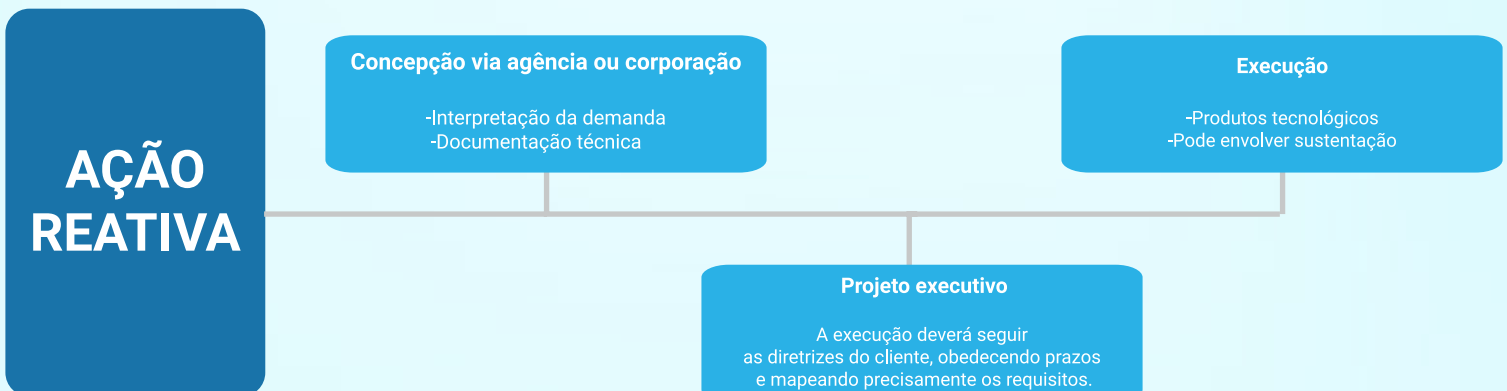 AÇÃO
REATIVA
Concepção via agência ou corporação
-Interpretação da demanda
-Documentação técnica
Projeto executivo
A execução deverá seguir
as diretrizes do cliente, obedecendo prazos
e mapeando precisamente os requisitos.
Execução
-Produtos tecnológicos
-Pode envolver sustentação